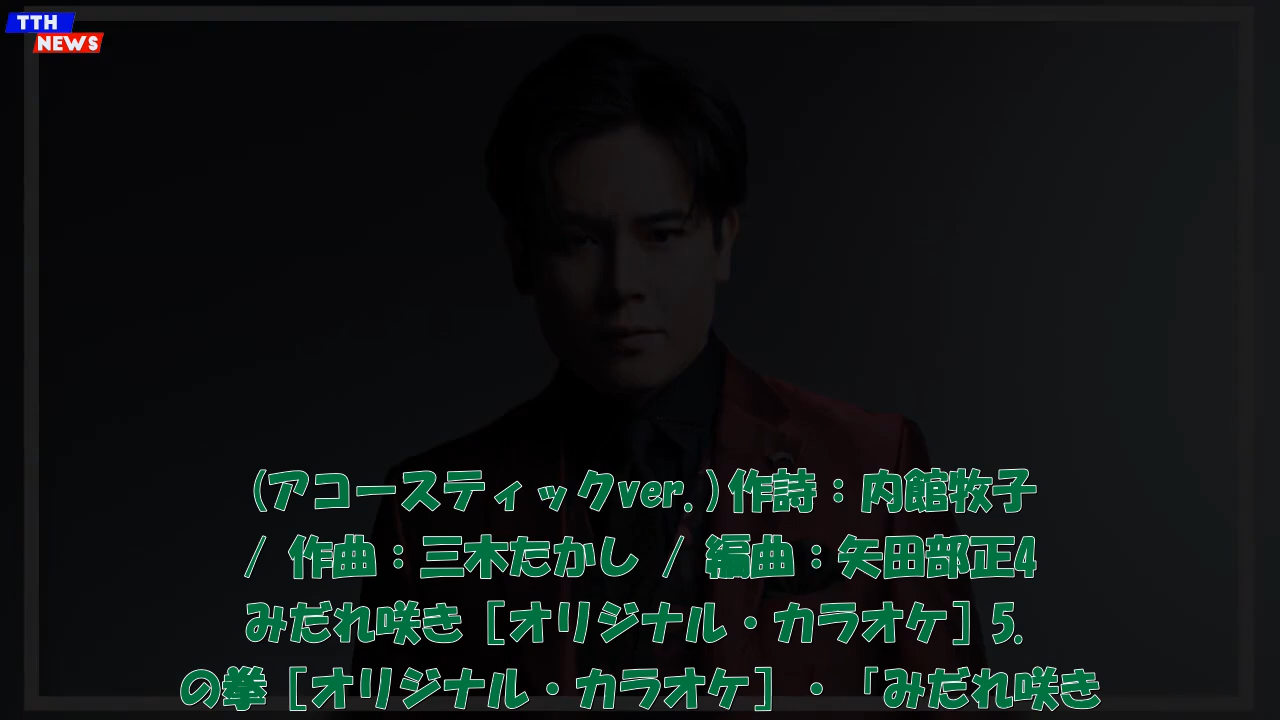 TTH
NEWS
(アコースティックver.)作詩：内館牧子
/ 作曲：三木たかし / 編曲：矢田部正4
みだれ咲き［オリジナル・カラオケ］5.
の拳［オリジナル・カラオケ］・「みだれ咲き